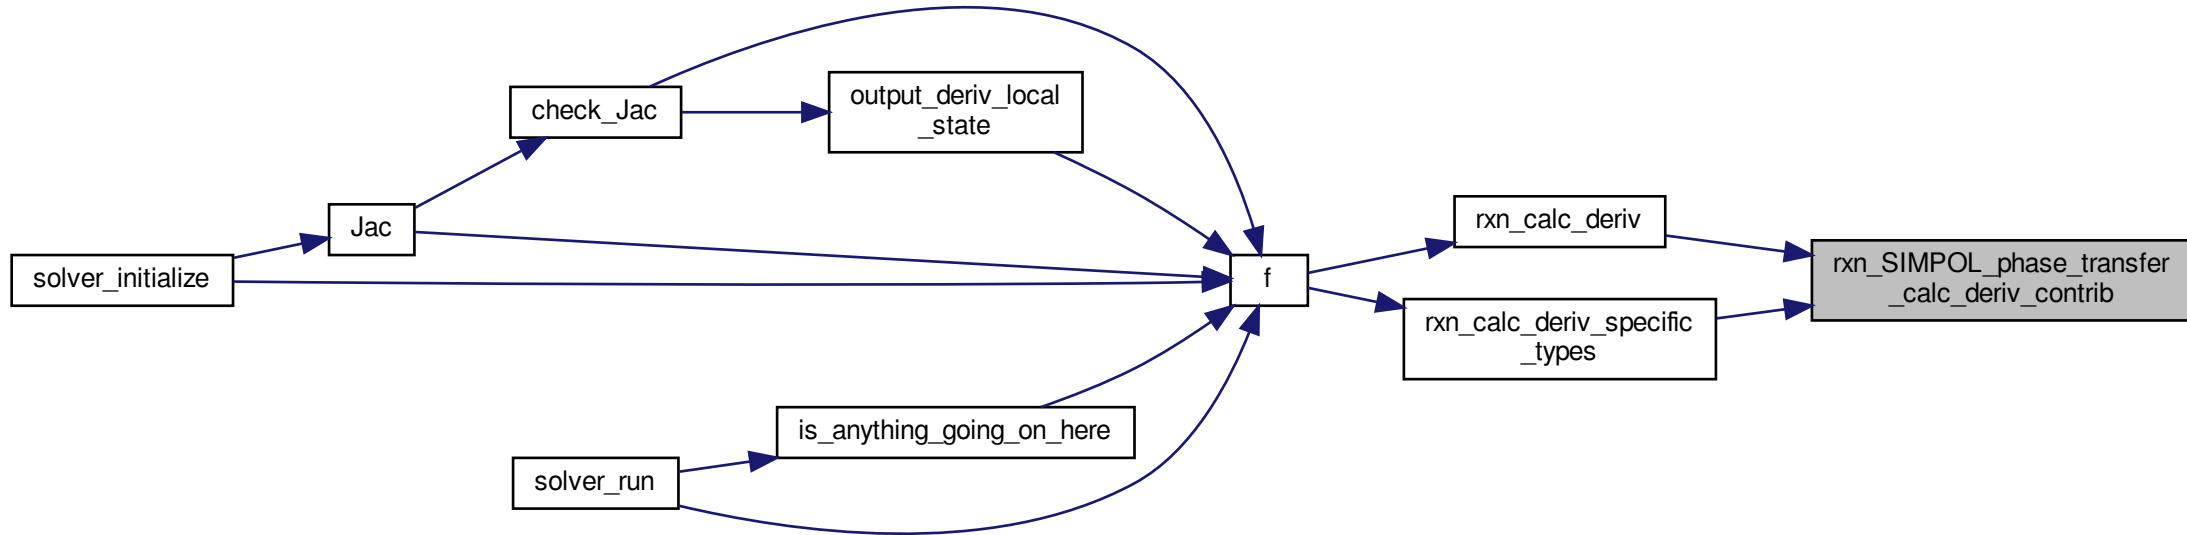 check_Jac
output_deriv_local
_state
Jac
solver_initialize
f
rxn_calc_deriv
rxn_SIMPOL_phase_transfer
_calc_deriv_contrib
rxn_calc_deriv_specific
_types
is_anything_going_on_here
solver_run